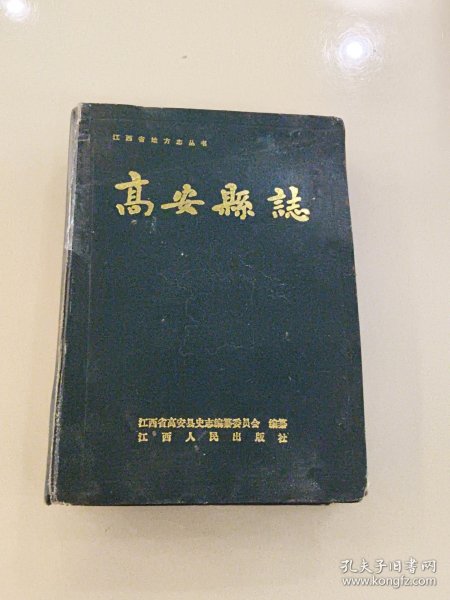 江西省地方志丛书
高安縣誌
江西省高安县史志编纂委员会 编纂
江西人民出版社
孔夫子旧书网
www.kongfz.com